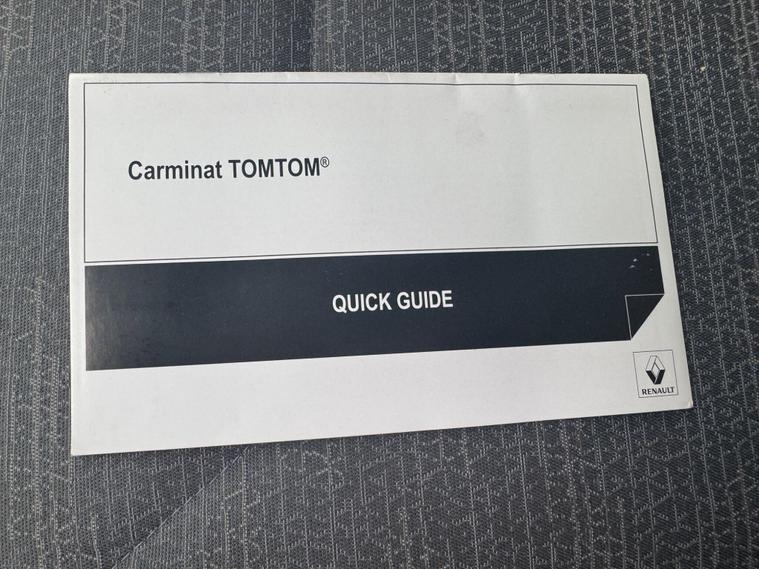 Carminat TOMTOM®
QUICK GUIDE
RENAULT